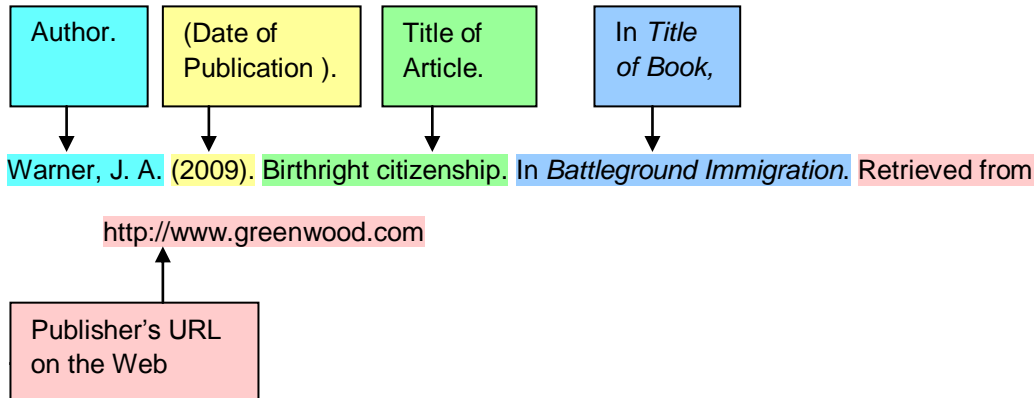 Author.
(Date of
Publication ).
Title of
Article.
In Title
of Book,
Warner, J. A. (2009). Birthright citizenship. In Battleground Immigration. Retrieved from
http://www.greenwood.com
Publisher’s URL
on the Web